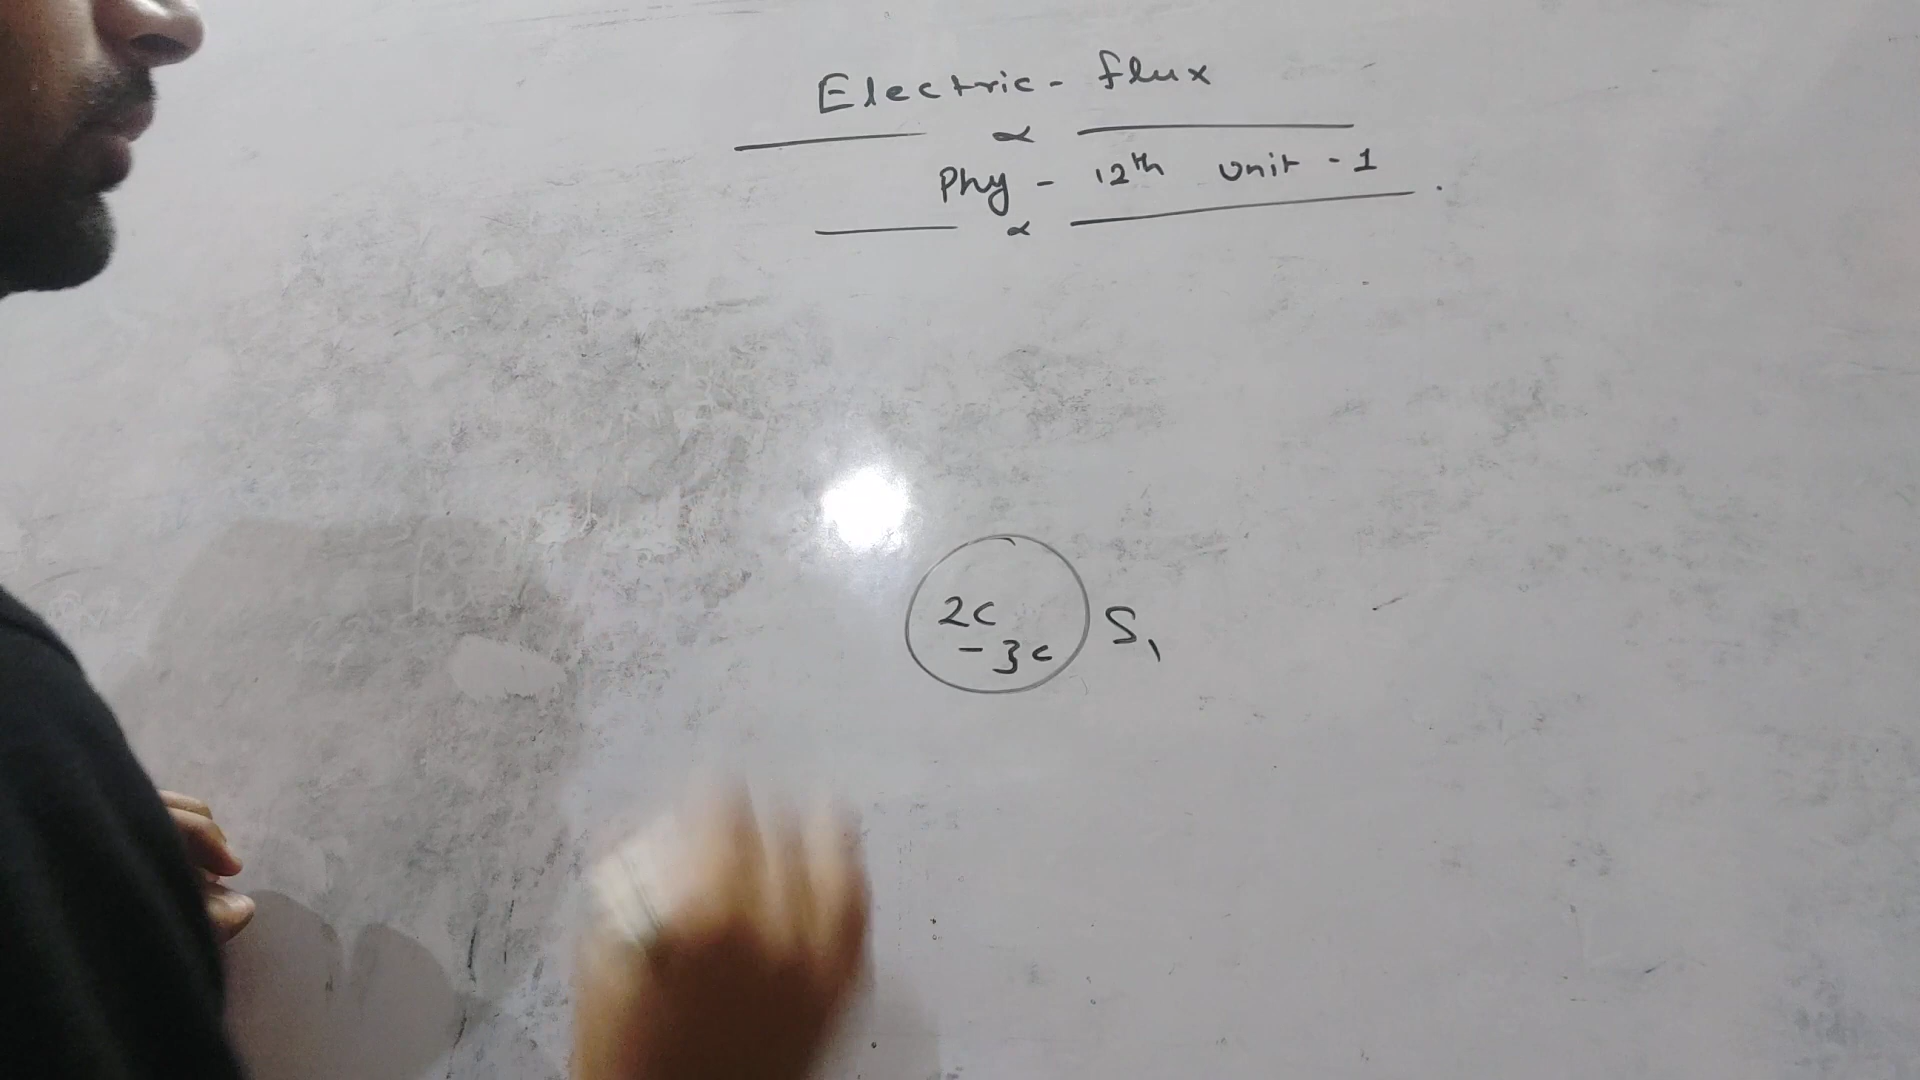 Electric - flux
Phy - 12th Unit - 1
2C
-3C
S1